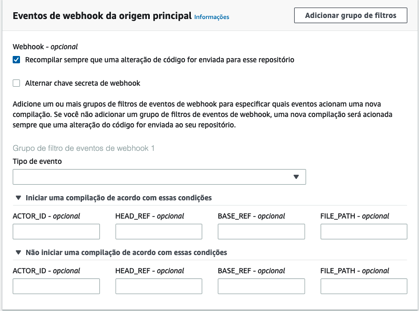 Eventos de webhook da origem principal Informações
Adicionar grupo de filtros
Webhook - opcional
Recompilar sempre que uma alteração de código for enviada para esse repositório
Alternar chave secreta de webhook
Adicione um ou mais grupos de filtros de eventos de webhook para especificar quais eventos acionam uma nova
compilação. Se você não adicionar um grupo de filtros de eventos de webhook, uma nova compilação será acionada
sempre que uma alteração do código for enviada ao seu repositório.
Grupo de filtro de eventos de webhook 1
Tipo de evento
Iniciar uma compilação de acordo com essas condições
ACTOR_ID - opcional HEAD_REF - opcional BASE_REF - opcional FILE_PATH - opcional
Não iniciar uma compilação de acordo com essas condições
ACTOR_ID - opcional HEAD_REF - opcional BASE_REF - opcional FILE_PATH - opcional